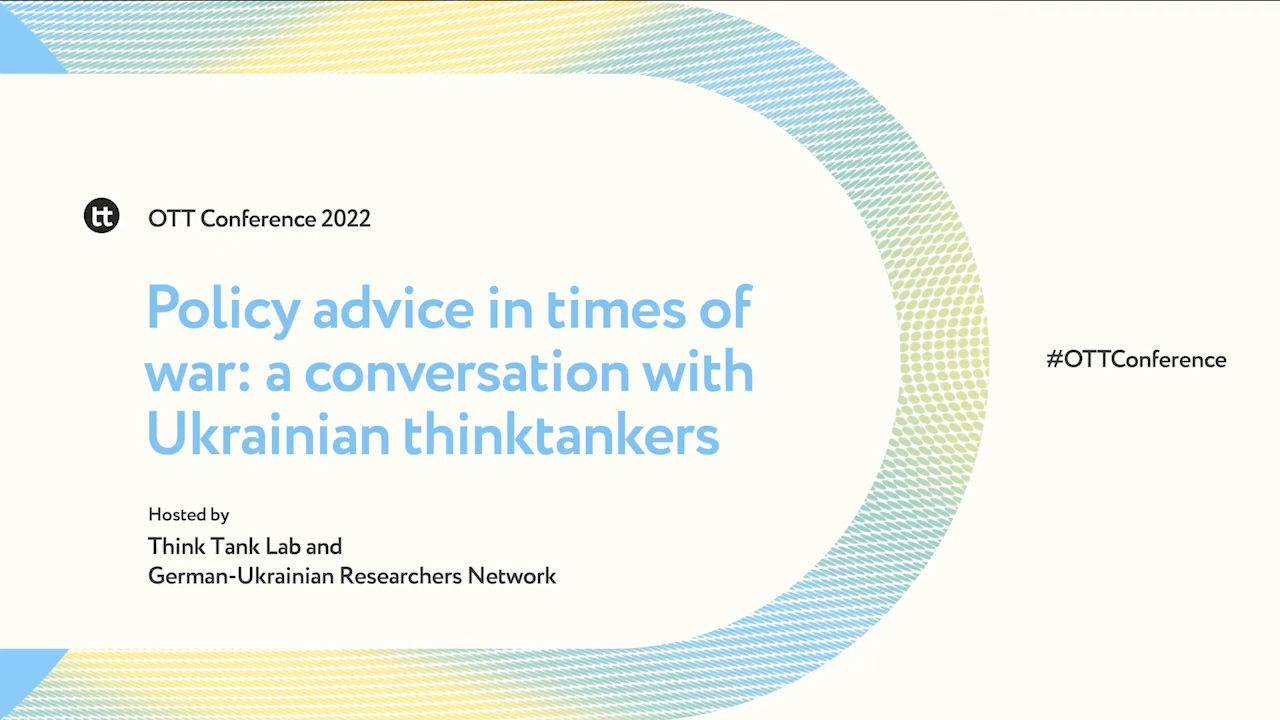 tt OTT Conference 2022
Policy advice in times of
war: a conversation with
Ukrainian thinktankers
Hosted by
Think Tank Lab and
German-Ukrainian Researchers Network
#OTTConference